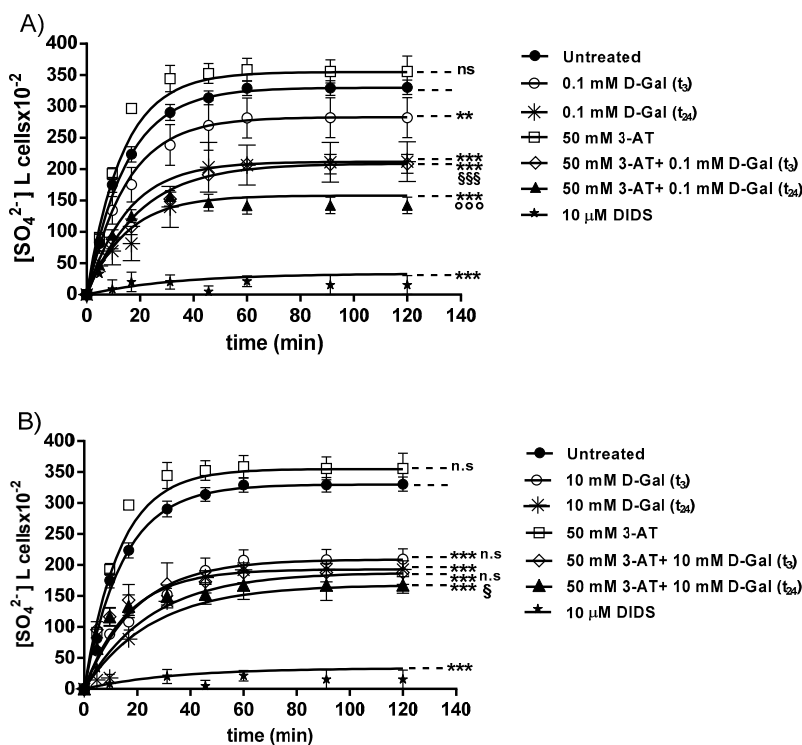 A)
[SO₄²⁻] L cellsx10⁻²
400
350
300
250
200
150
100
50
0
0 20 40 60 80 100 120 140
time (min)
ns
**
***
***
§§§
***
°°°
***
Untreated
0.1 mM D-Gal (t₃)
0.1 mM D-Gal (t₂₄)
50 mM 3-AT
50 mM 3-AT+ 0.1 mM D-Gal (t₃)
50 mM 3-AT+ 0.1 mM D-Gal (t₂₄)
10 µM DIDS
B)
[SO₄²⁻] L cellsx10⁻²
400
350
300
250
200
150
100
50
0
0 20 40 60 80 100 120 140
time (min)
n.s
*** n.s
***
*** n.s
*** §
***
Untreated
10 mM D-Gal (t₃)
10 mM D-Gal (t₂₄)
50 mM 3-AT
50 mM 3-AT+ 10 mM D-Gal (t₃)
50 mM 3-AT+ 10 mM D-Gal (t₂₄)
10 µM DIDS